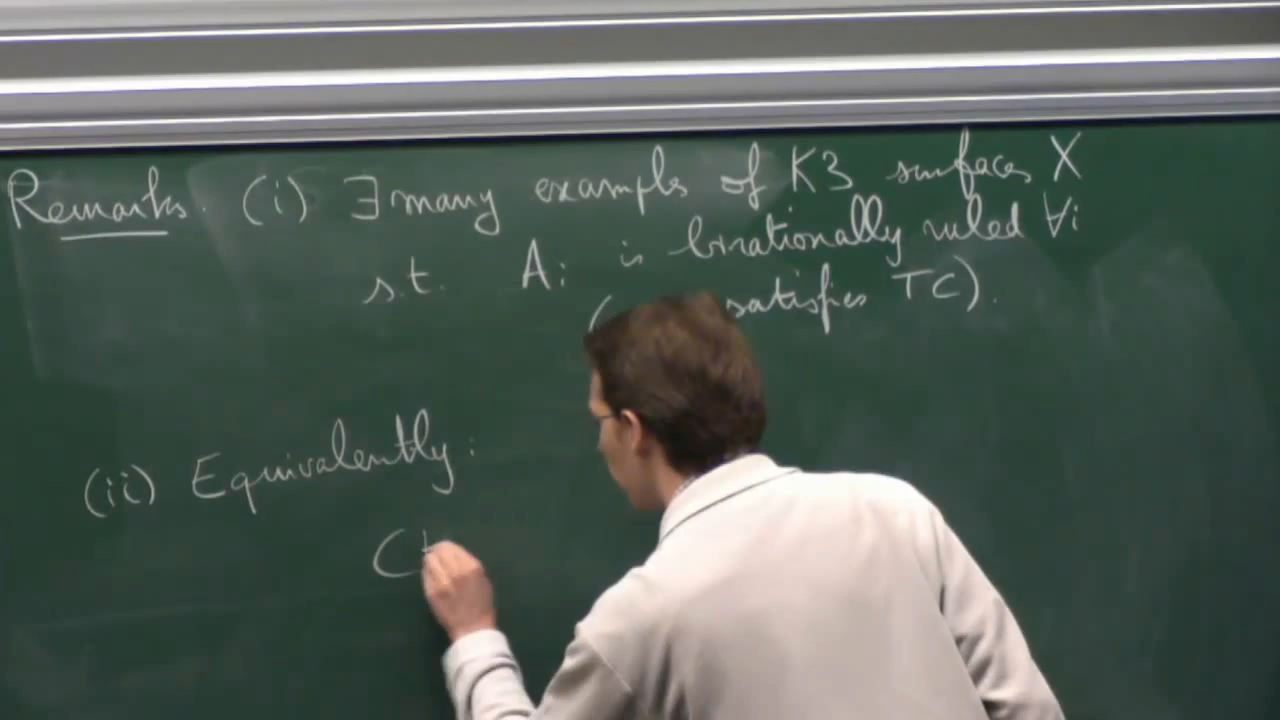 Remarks. (i) ∃ many examples of K3 surfaces X
s.t. Ai is birationally ruled ∀i
( satisfies TC).
(ii) Equivalently:
C